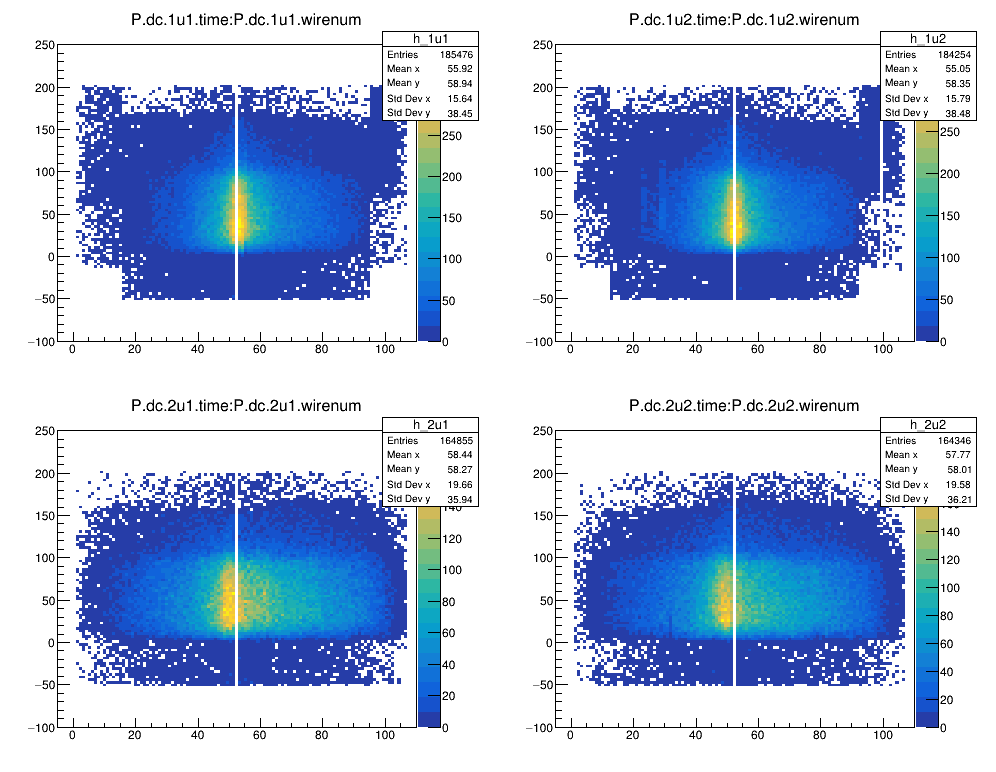 P.dc.1u1.time:P.dc.1u1.wirenum
h_1u1
Entries 185476
Mean x 55.92
Mean y 58.94
Std Dev x 15.64
Std Dev y 38.45
250
200
150
100
50
0
−50
−100
0 20 40 60 80 100
250
200
150
100
50
0
P.dc.1u2.time:P.dc.1u2.wirenum
h_1u2
Entries 184254
Mean x 55.05
Mean y 58.35
Std Dev x 15.79
Std Dev y 38.48
250
200
150
100
50
0
−50
−100
0 20 40 60 80 100
250
200
150
100
50
0
P.dc.2u1.time:P.dc.2u1.wirenum
h_2u1
Entries 164855
Mean x 58.44
Mean y 58.27
Std Dev x 19.66
Std Dev y 35.94
250
200
150
100
50
0
−50
−100
0 20 40 60 80 100
140
120
100
80
60
40
20
0
P.dc.2u2.time:P.dc.2u2.wirenum
h_2u2
Entries 164346
Mean x 57.77
Mean y 58.01
Std Dev x 19.58
Std Dev y 36.21
250
200
150
100
50
0
−50
−100
0 20 40 60 80 100
140
120
100
80
60
40
20
0